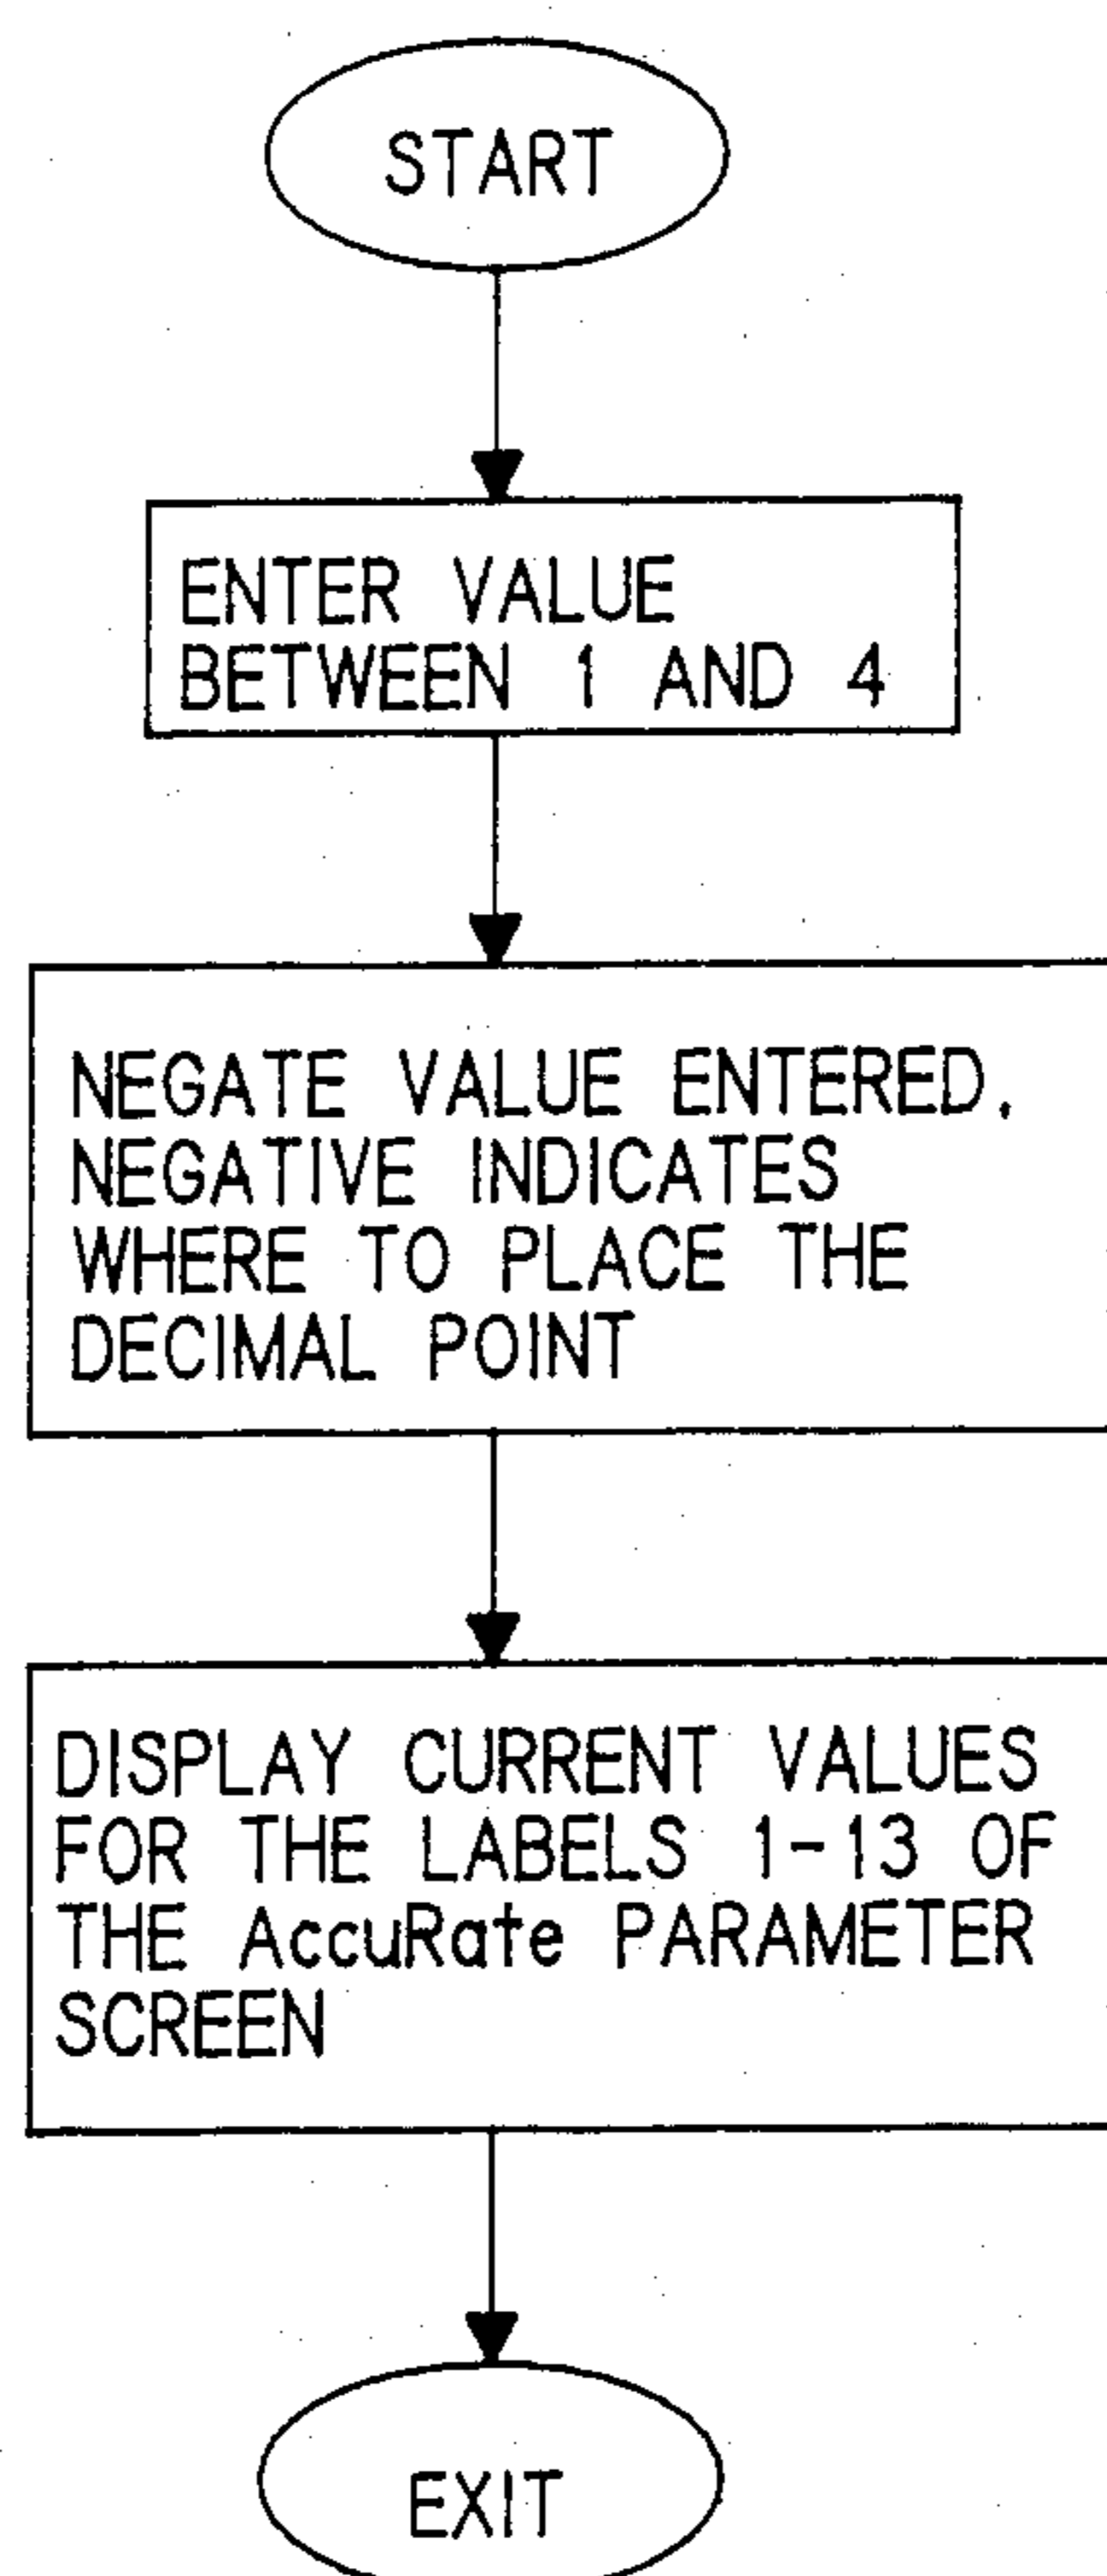 START
ENTER VALUE
BETWEEN 1 AND 4
NEGATE VALUE ENTERED.
NEGATIVE INDICATES
WHERE TO PLACE THE
DECIMAL POINT
DISPLAY CURRENT VALUES
FOR THE LABELS 1-13 OF
THE AccuRate PARAMETER
SCREEN
EXIT